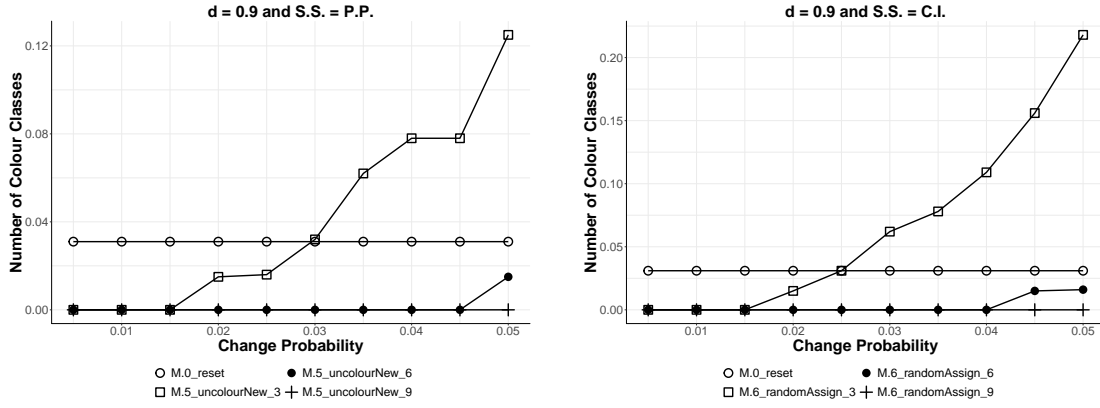 d = 0.9 and S.S. = P.P.
Number of Colour Classes
0.12
0.08
0.04
0.00
0.01 0.02 0.03 0.04 0.05
Change Probability
M.0_reset M.5_uncolourNew_6
M.5_uncolourNew_3 M.5_uncolourNew_9
d = 0.9 and S.S. = C.I.
Number of Colour Classes
0.20
0.15
0.10
0.05
0.00
0.01 0.02 0.03 0.04 0.05
Change Probability
M.0_reset M.6_randomAssign_6
M.6_randomAssign_3 M.6_randomAssign_9